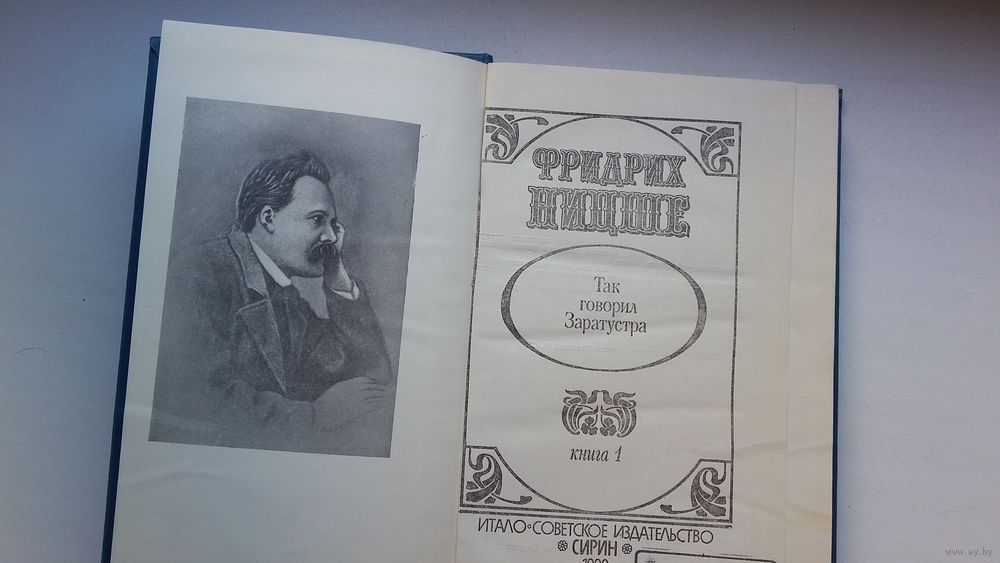 ФРИДРИХ
НИЦШЕ
Так
говорил
Заратустра
книга 1
ИТАЛО-СОВЕТСКОЕ ИЗДАТЕЛЬСТВО
СИРИН
www.ay.by